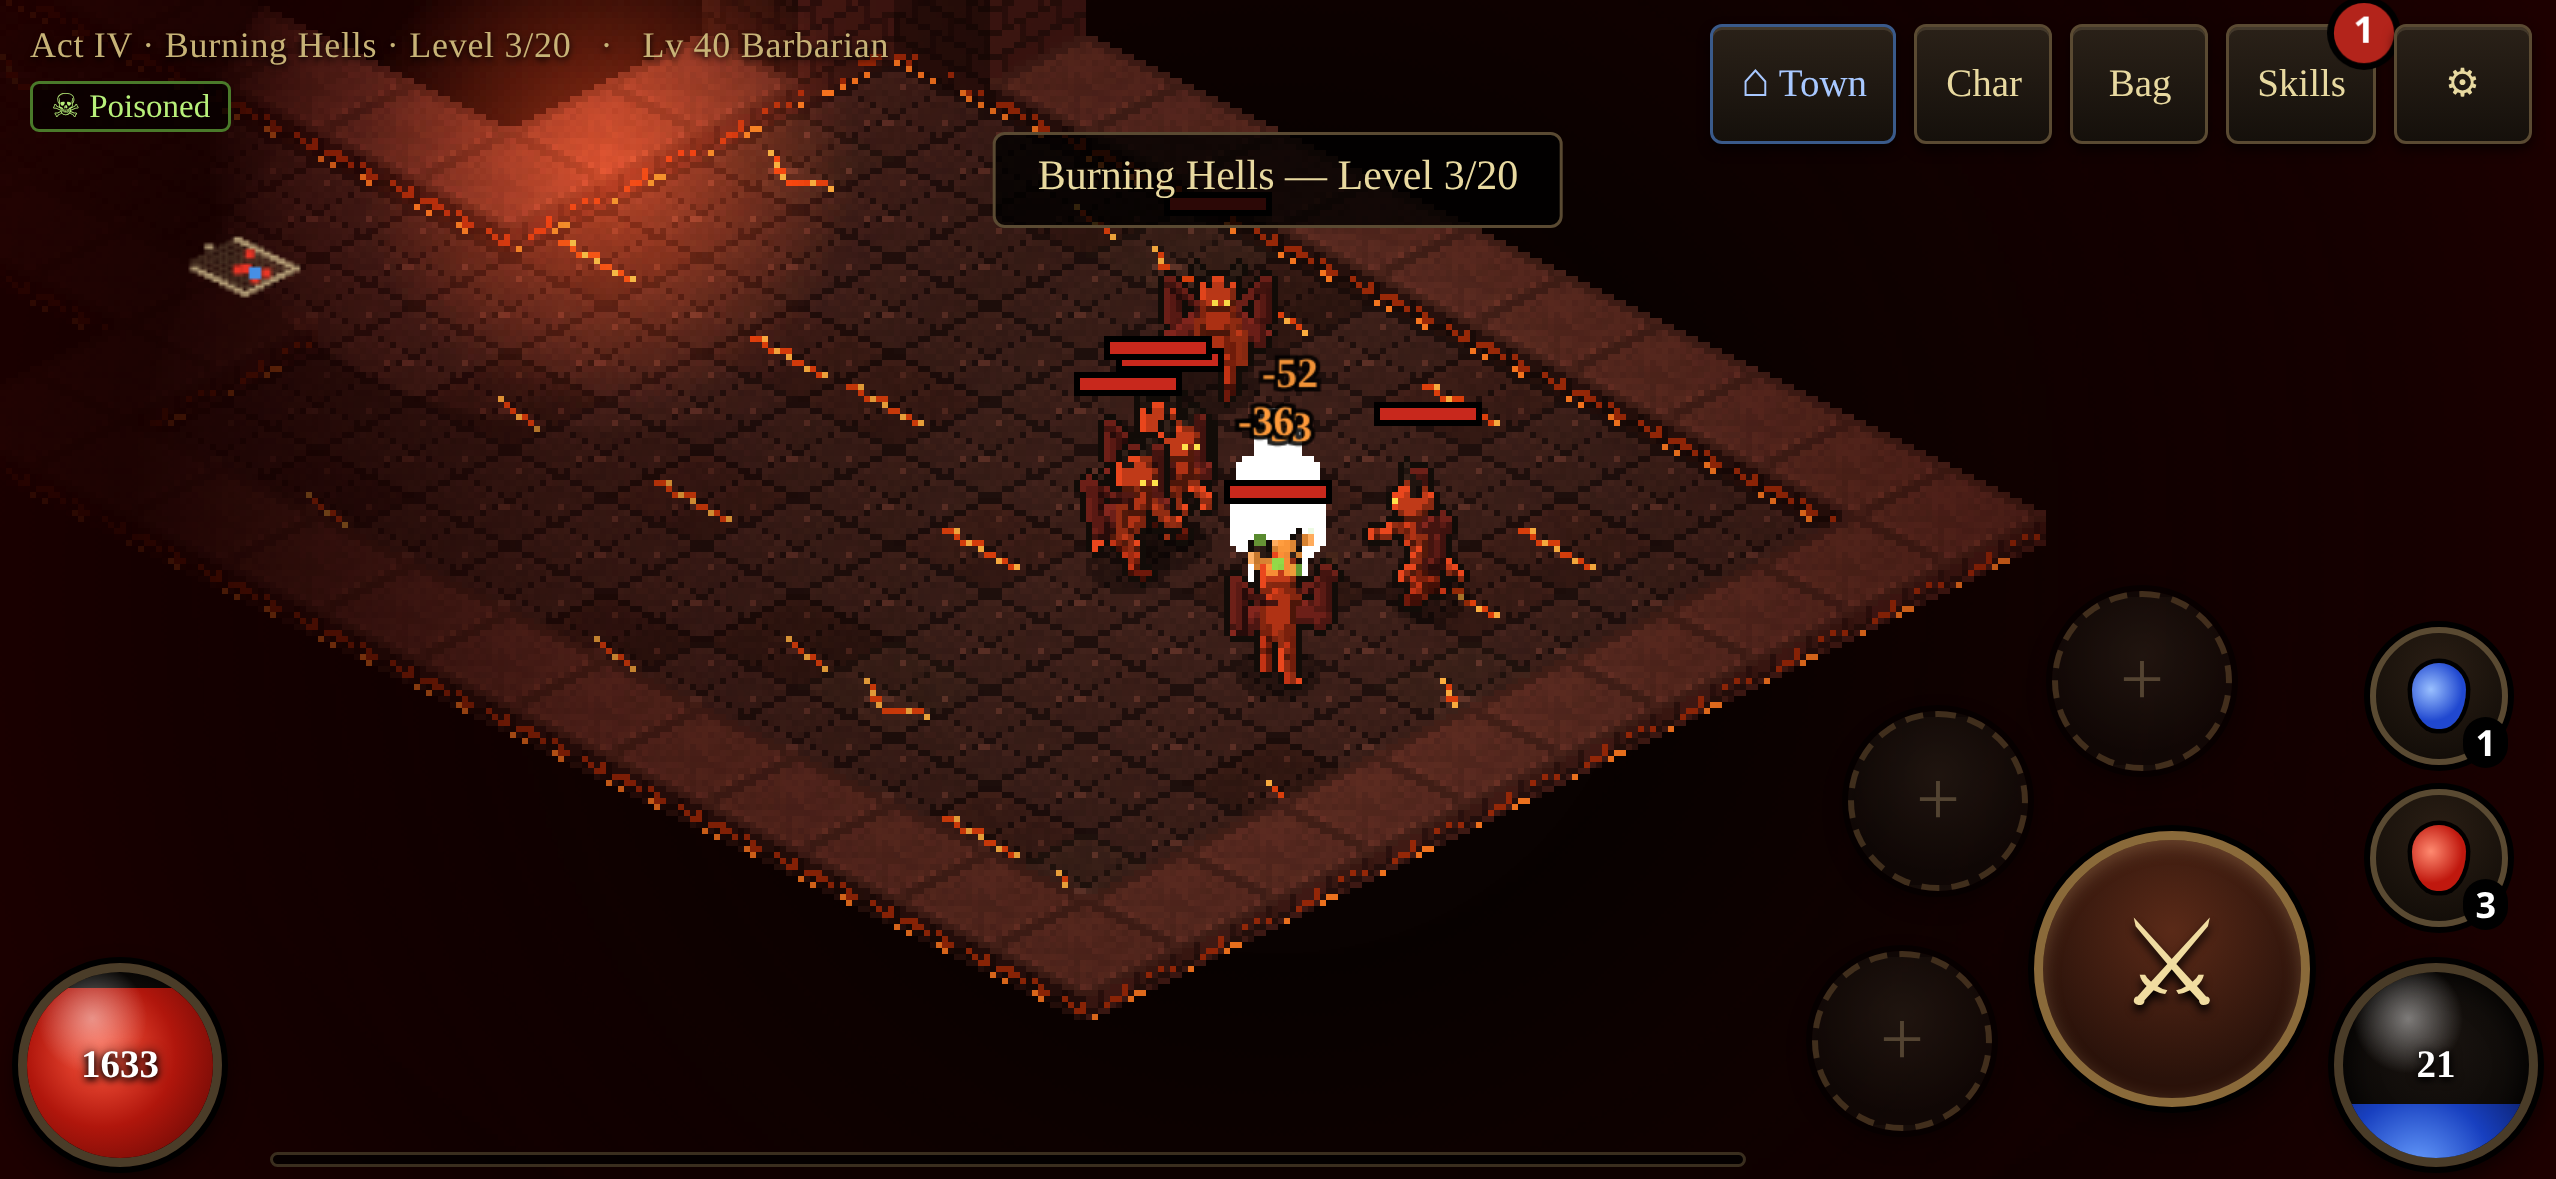 Act IV · Burning Hells · Level 3/20 · Lv 40 Barbarian
☠ Poisoned
⌂ Town
Char
Bag
Skills
1
⚙
Burning Hells — Level 3/20
-52
-36
1
3
1633
21